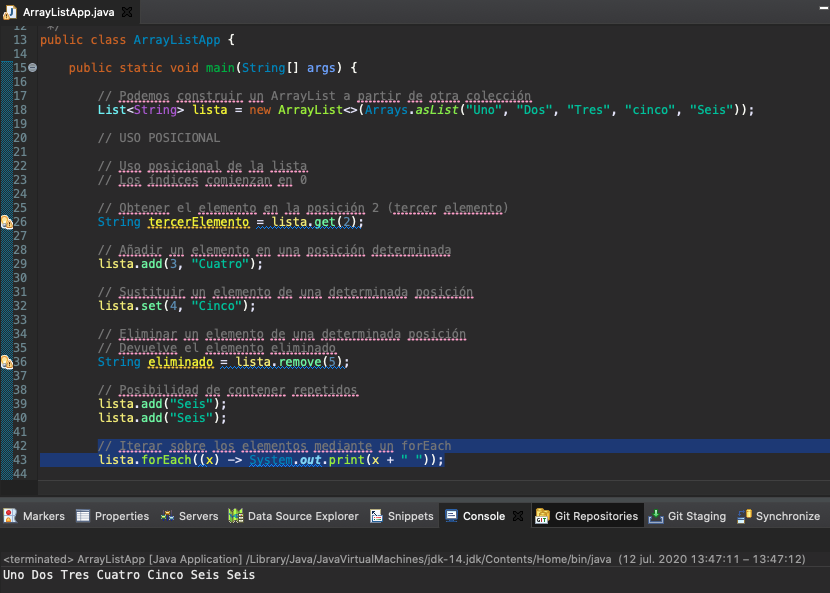 ArrayListApp.java
12 */
13 public class ArrayListApp {
14
15 public static void main(String[] args) {
16
17 // Podemos construir un ArrayList a partir de otra colección
18 List<String> lista = new ArrayList<>(Arrays.asList("Uno", "Dos", "Tres", "cinco", "Seis"));
19
20 // USO POSICIONAL
21
22 // Uso posicional de la lista
23 // Los índices comienzan en 0
24
25 // Obtener el elemento en la posición 2 (tercer elemento)
26 String tercerElemento = lista.get(2);
27
28 // Añadir un elemento en una posición determinada
29 lista.add(3, "Cuatro");
30
31 // Sustituir un elemento de una determinada posición
32 lista.set(4, "Cinco");
33
34 // Eliminar un elemento de una determinada posición
35 // Devuelve el elemento eliminado
36 String eliminado = lista.remove(5);
37
38 // Posibilidad de contener repetidos
39 lista.add("Seis");
40 lista.add("Seis");
41
42 // Iterar sobre los elementos mediante un forEach
43 lista.forEach((x) -> System.out.print(x + " "));
44
Markers Properties Servers Data Source Explorer Snippets Console Git Repositories Git Staging Synchronize
<terminated> ArrayListApp [Java Application] /Library/Java/JavaVirtualMachines/jdk-14.jdk/Contents/Home/bin/java (12 jul. 2020 13:47:11 – 13:47:12)
Uno Dos Tres Cuatro Cinco Seis Seis